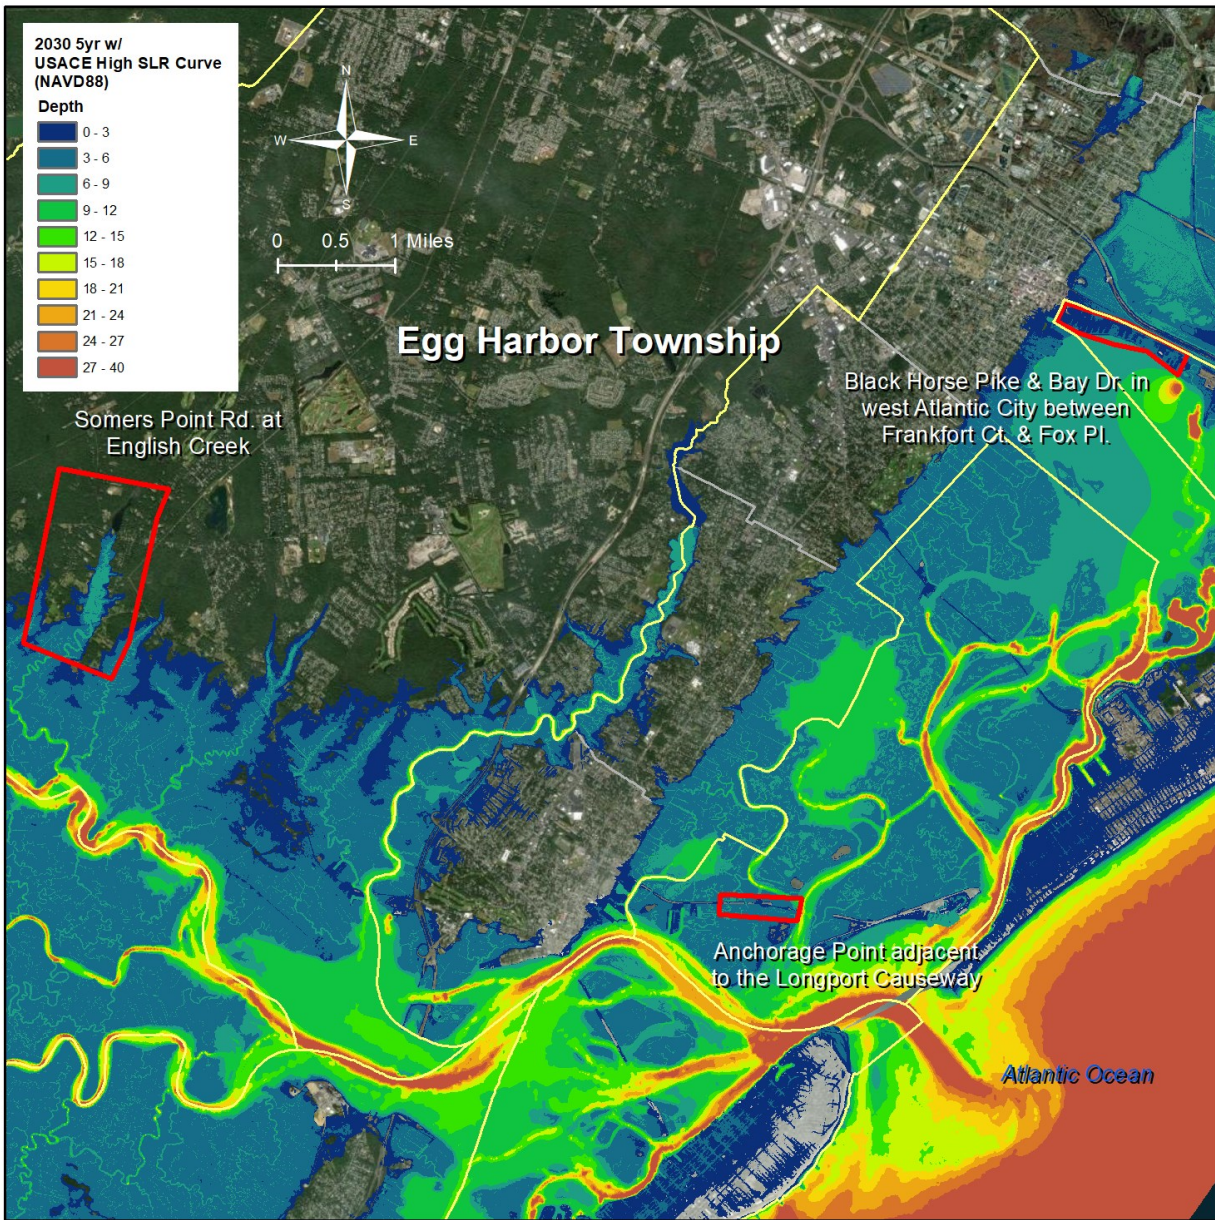 2030 5yr w/
USACE High SLR Curve
(NAVD88)
Depth
0 - 3
3 - 6
6 - 9
9 - 12
12 - 15
15 - 18
18 - 21
21 - 24
24 - 27
27 - 40
N
W
E
S
0 0.5 1 Miles
Egg Harbor Township
Somers Point Rd. at
English Creek
Black Horse Pike & Bay Dr. in
west Atlantic City between
Frankfort Ct. & Fox Pl.
Anchorage Point adjacent
to the Longport Causeway
Atlantic Ocean